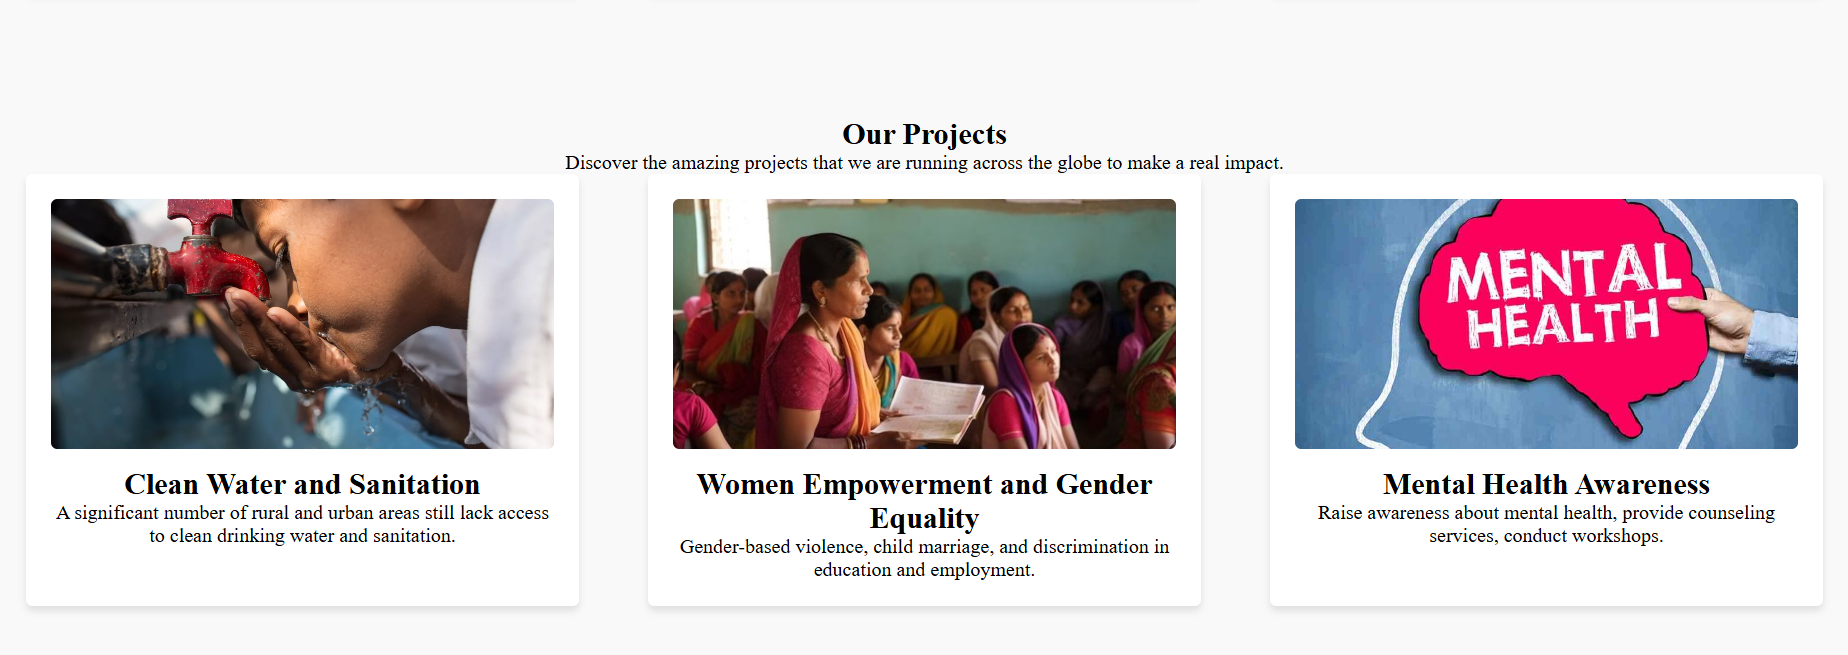 Our Projects
Discover the amazing projects that we are running across the globe to make a real impact.
MENTAL
HEALTH
Clean Water and Sanitation
A significant number of rural and urban areas still lack access
to clean drinking water and sanitation.
Women Empowerment and Gender
Equality
Gender-based violence, child marriage, and discrimination in
education and employment.
Mental Health Awareness
Raise awareness about mental health, provide counseling
services, conduct workshops.